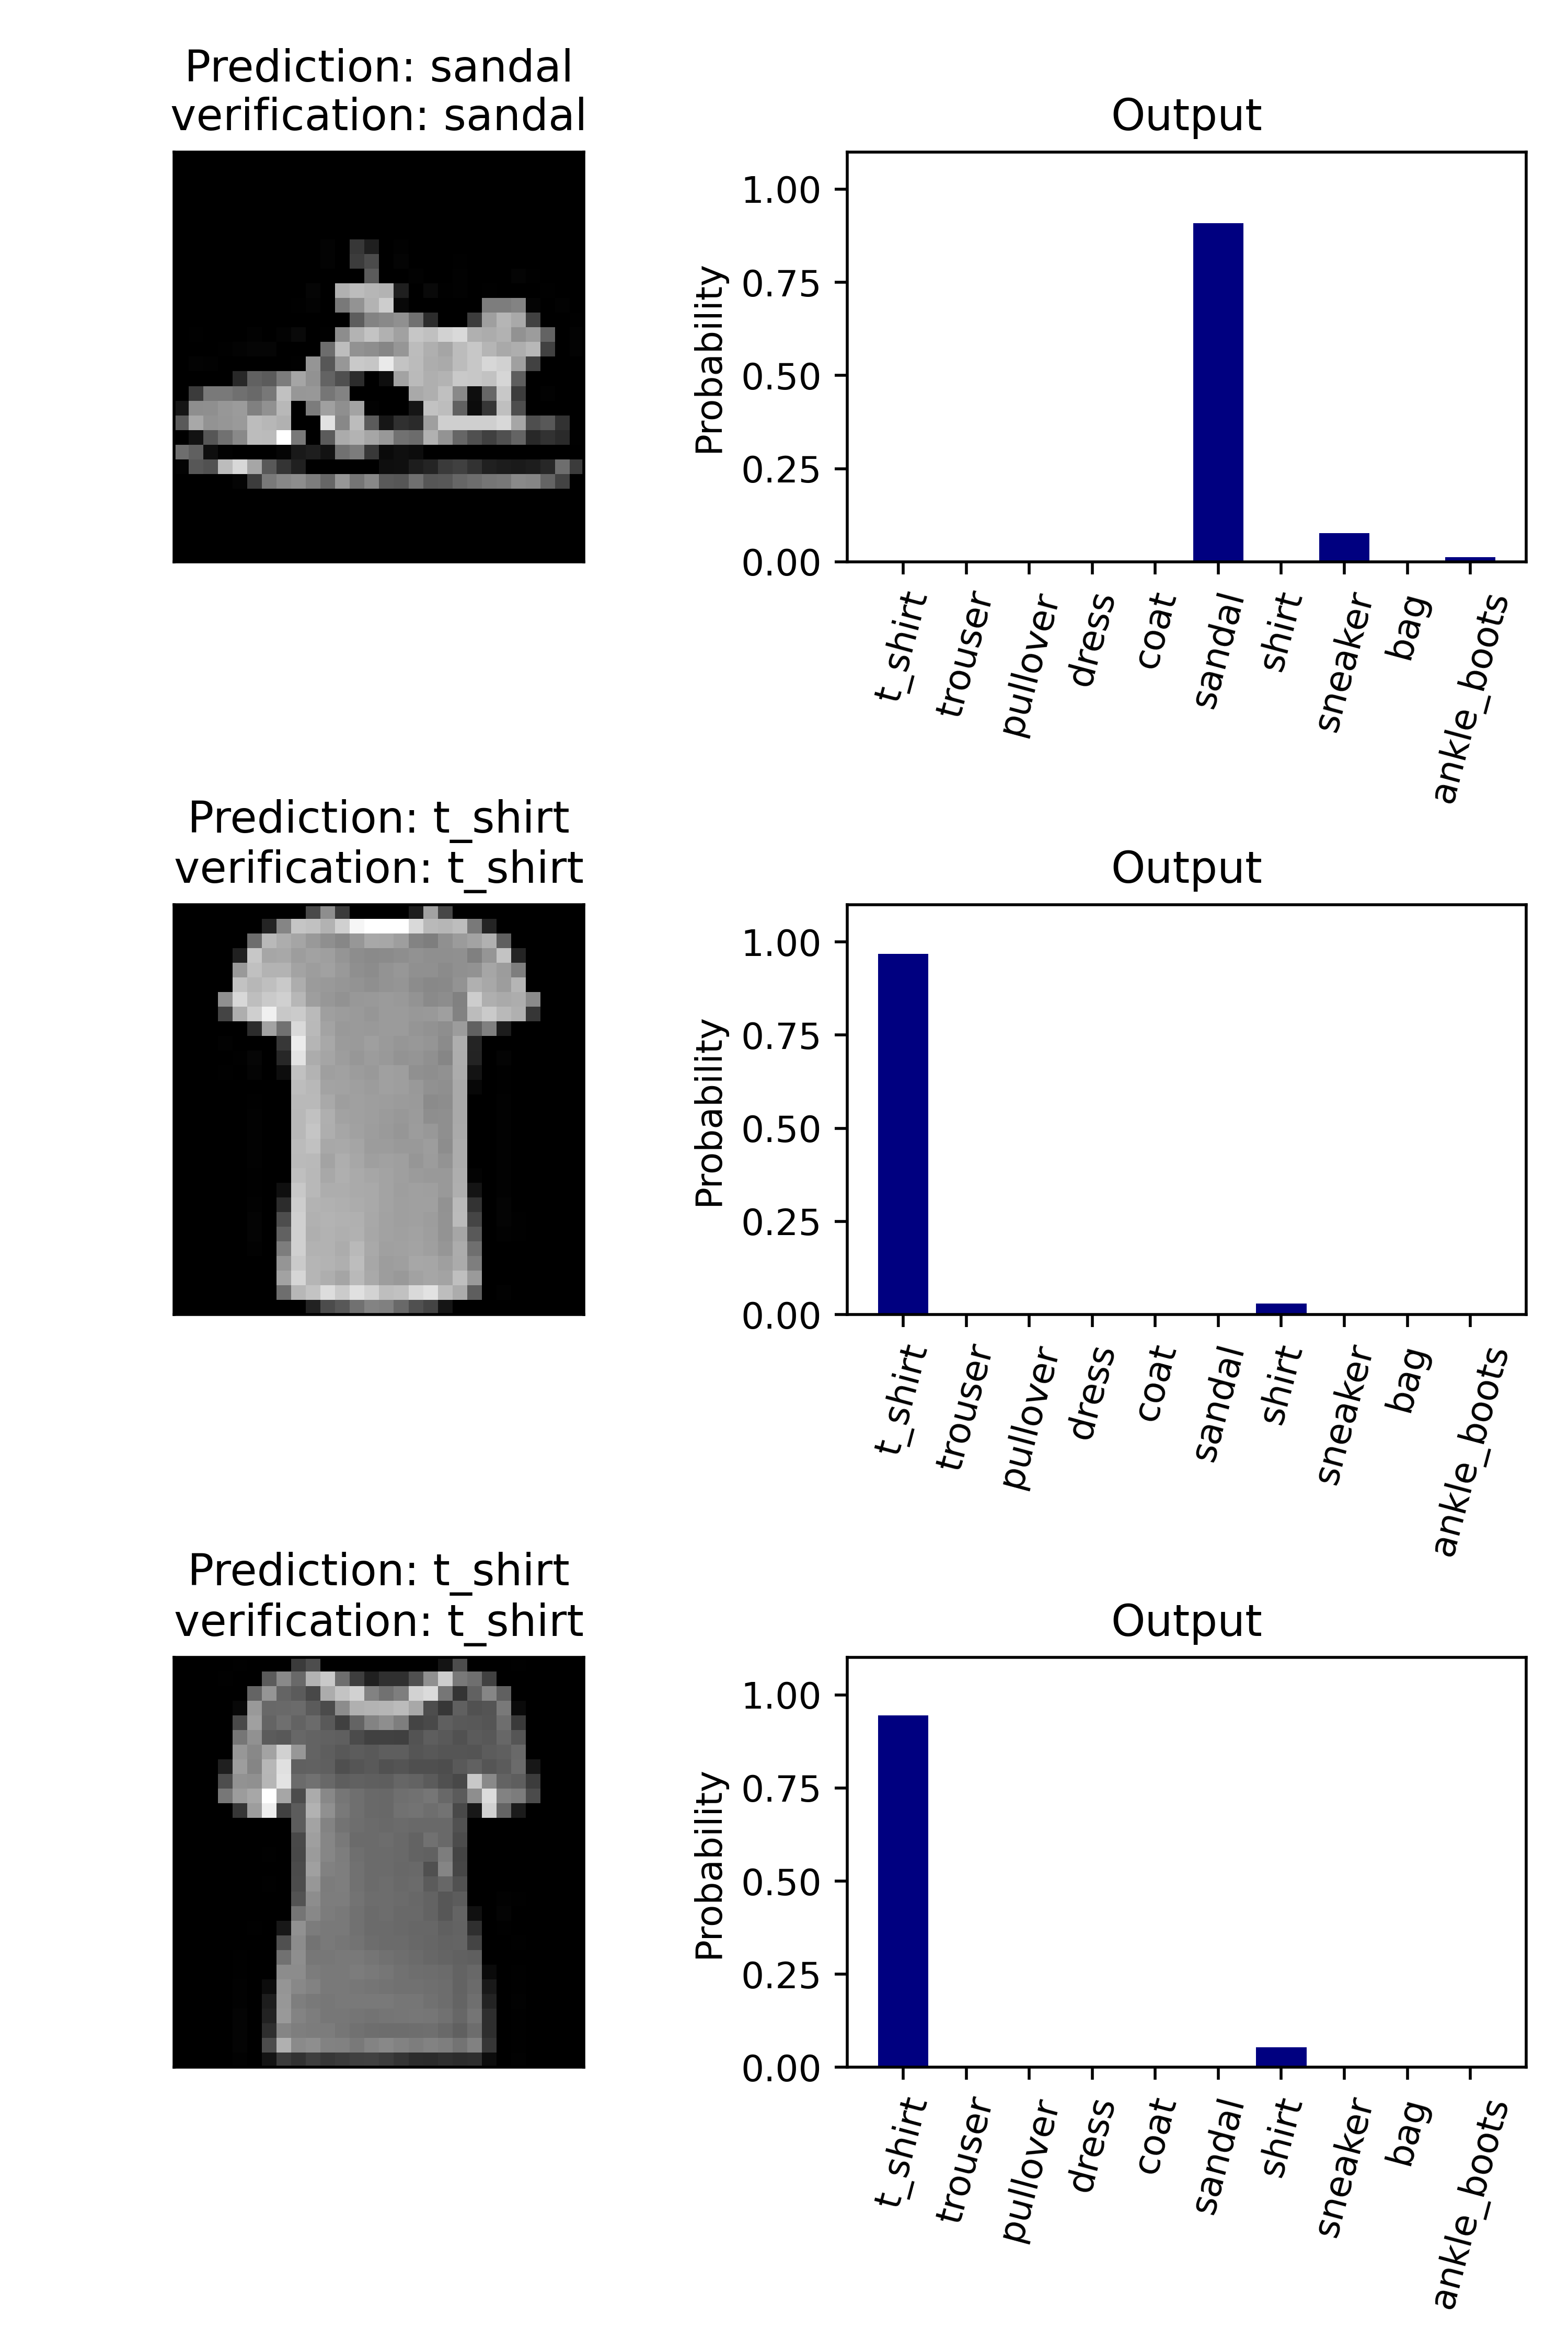 Prediction: sandal
verification: sandal
Output
Probability
1.00
0.75
0.50
0.25
0.00
t_shirt
trouser
pullover
dress
coat
sandal
shirt
sneaker
bag
ankle_boots
Prediction: t_shirt
verification: t_shirt
Output
Probability
1.00
0.75
0.50
0.25
0.00
t_shirt
trouser
pullover
dress
coat
sandal
shirt
sneaker
bag
ankle_boots
Prediction: t_shirt
verification: t_shirt
Output
Probability
1.00
0.75
0.50
0.25
0.00
t_shirt
trouser
pullover
dress
coat
sandal
shirt
sneaker
bag
ankle_boots